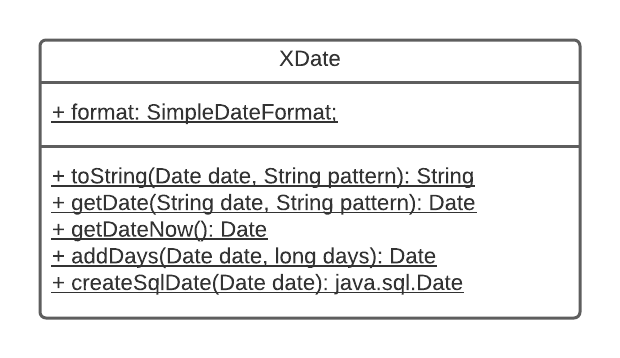 XDate
+ format: SimpleDateFormat;
+ toString(Date date, String pattern): String
+ getDate(String date, String pattern): Date
+ getDateNow(): Date
+ addDays(Date date, long days): Date
+ createSqlDate(Date date): java.sql.Date